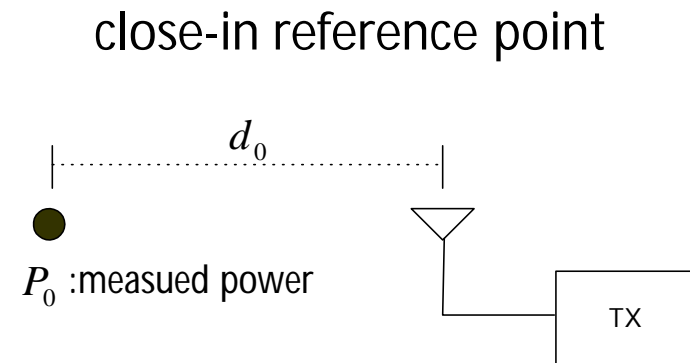 close-in reference point
d₀
P₀ :measued power
TX